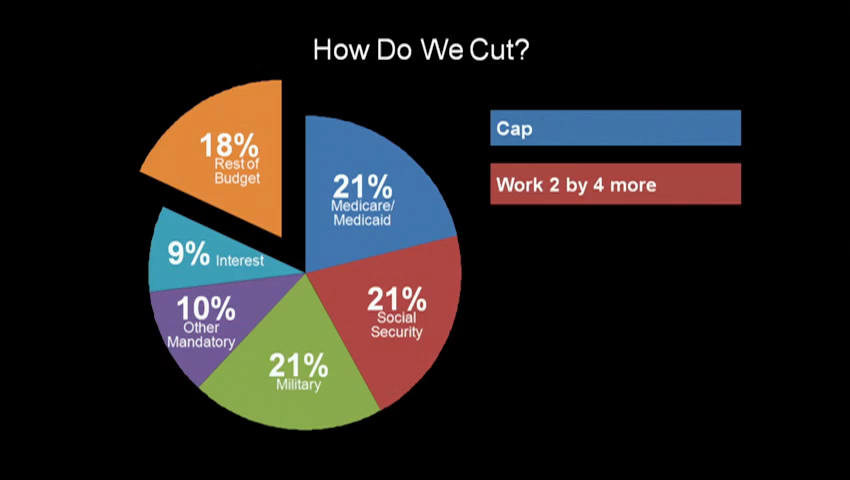 How Do We Cut?
18%
Rest of
Budget
21%
Medicare/
Medicaid
9% Interest
10%
Other
Mandatory
21%
Military
21%
Social
Security
Cap
Work 2 by 4 more